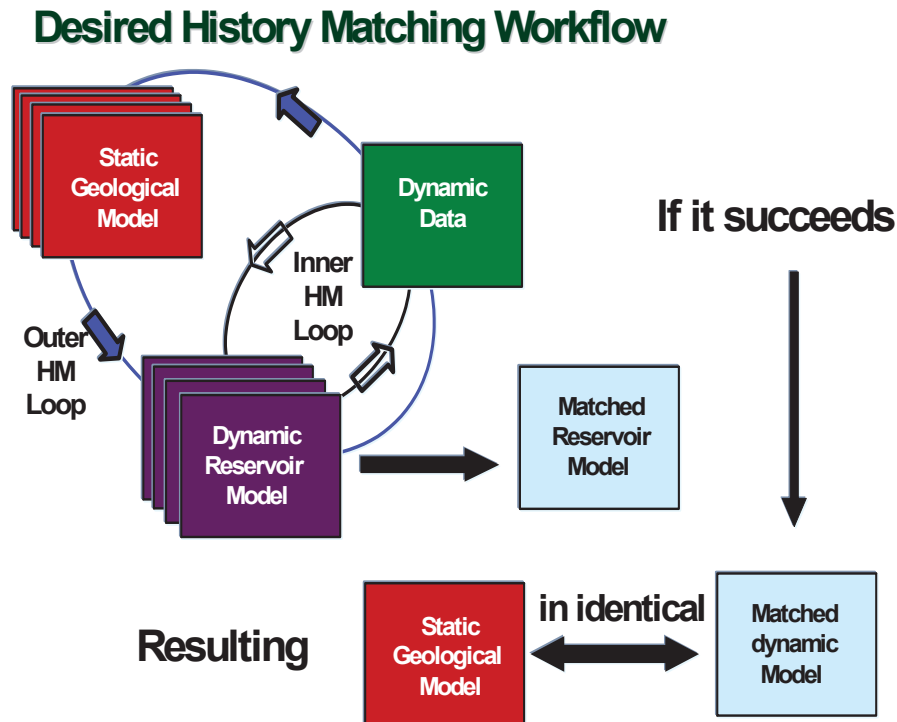 Desired History Matching Workflow
Static
Geological
Model
Dynamic
Data
If it succeeds
Inner
HM
Loop
Outer
HM
Loop
Dynamic
Reservoir
Model
Matched
Reservoir
Model
Resulting
Static
Geological
Model
in identical
Matched
dynamic
Model